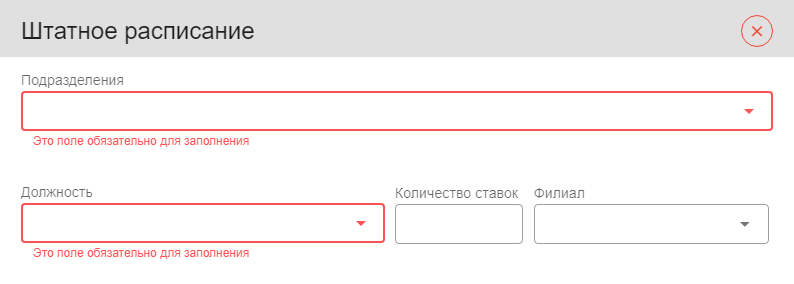 Штатное расписание
Подразделения
Это поле обязательно для заполнения
Должность
Количество ставок
Филиал
Это поле обязательно для заполнения